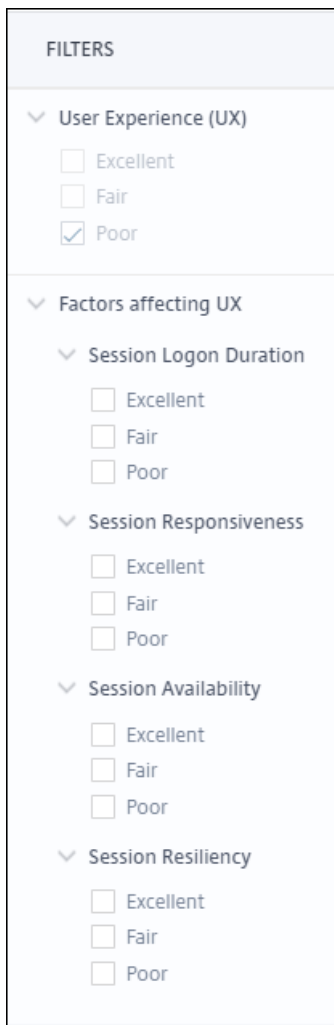 FILTERS
User Experience (UX)
Excellent
Fair
Poor
Factors affecting UX
Session Logon Duration
Excellent
Fair
Poor
Session Responsiveness
Excellent
Fair
Poor
Session Availability
Excellent
Fair
Poor
Session Resiliency
Excellent
Fair
Poor